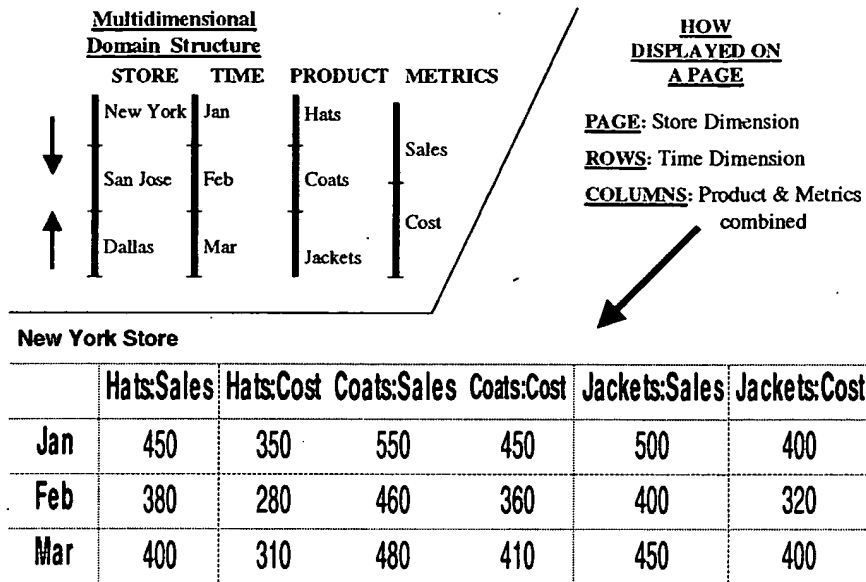 Multidimensional
Domain Structure
STORE TIME PRODUCT METRICS
New York Jan Hats
Sales
San Jose Feb Coats
Cost
Dallas Mar Jackets
HOW
DISPLAYED ON
A PAGE
PAGE: Store Dimension
ROWS: Time Dimension
COLUMNS: Product & Metrics
combined
New York Store
Hats:Sales Hats:Cost Coats:Sales Coats:Cost Jackets:Sales Jackets:Cost
Jan 450 350 550 450 500 400
Feb 380 280 460 360 400 320
Mar 400 310 480 410 450 400